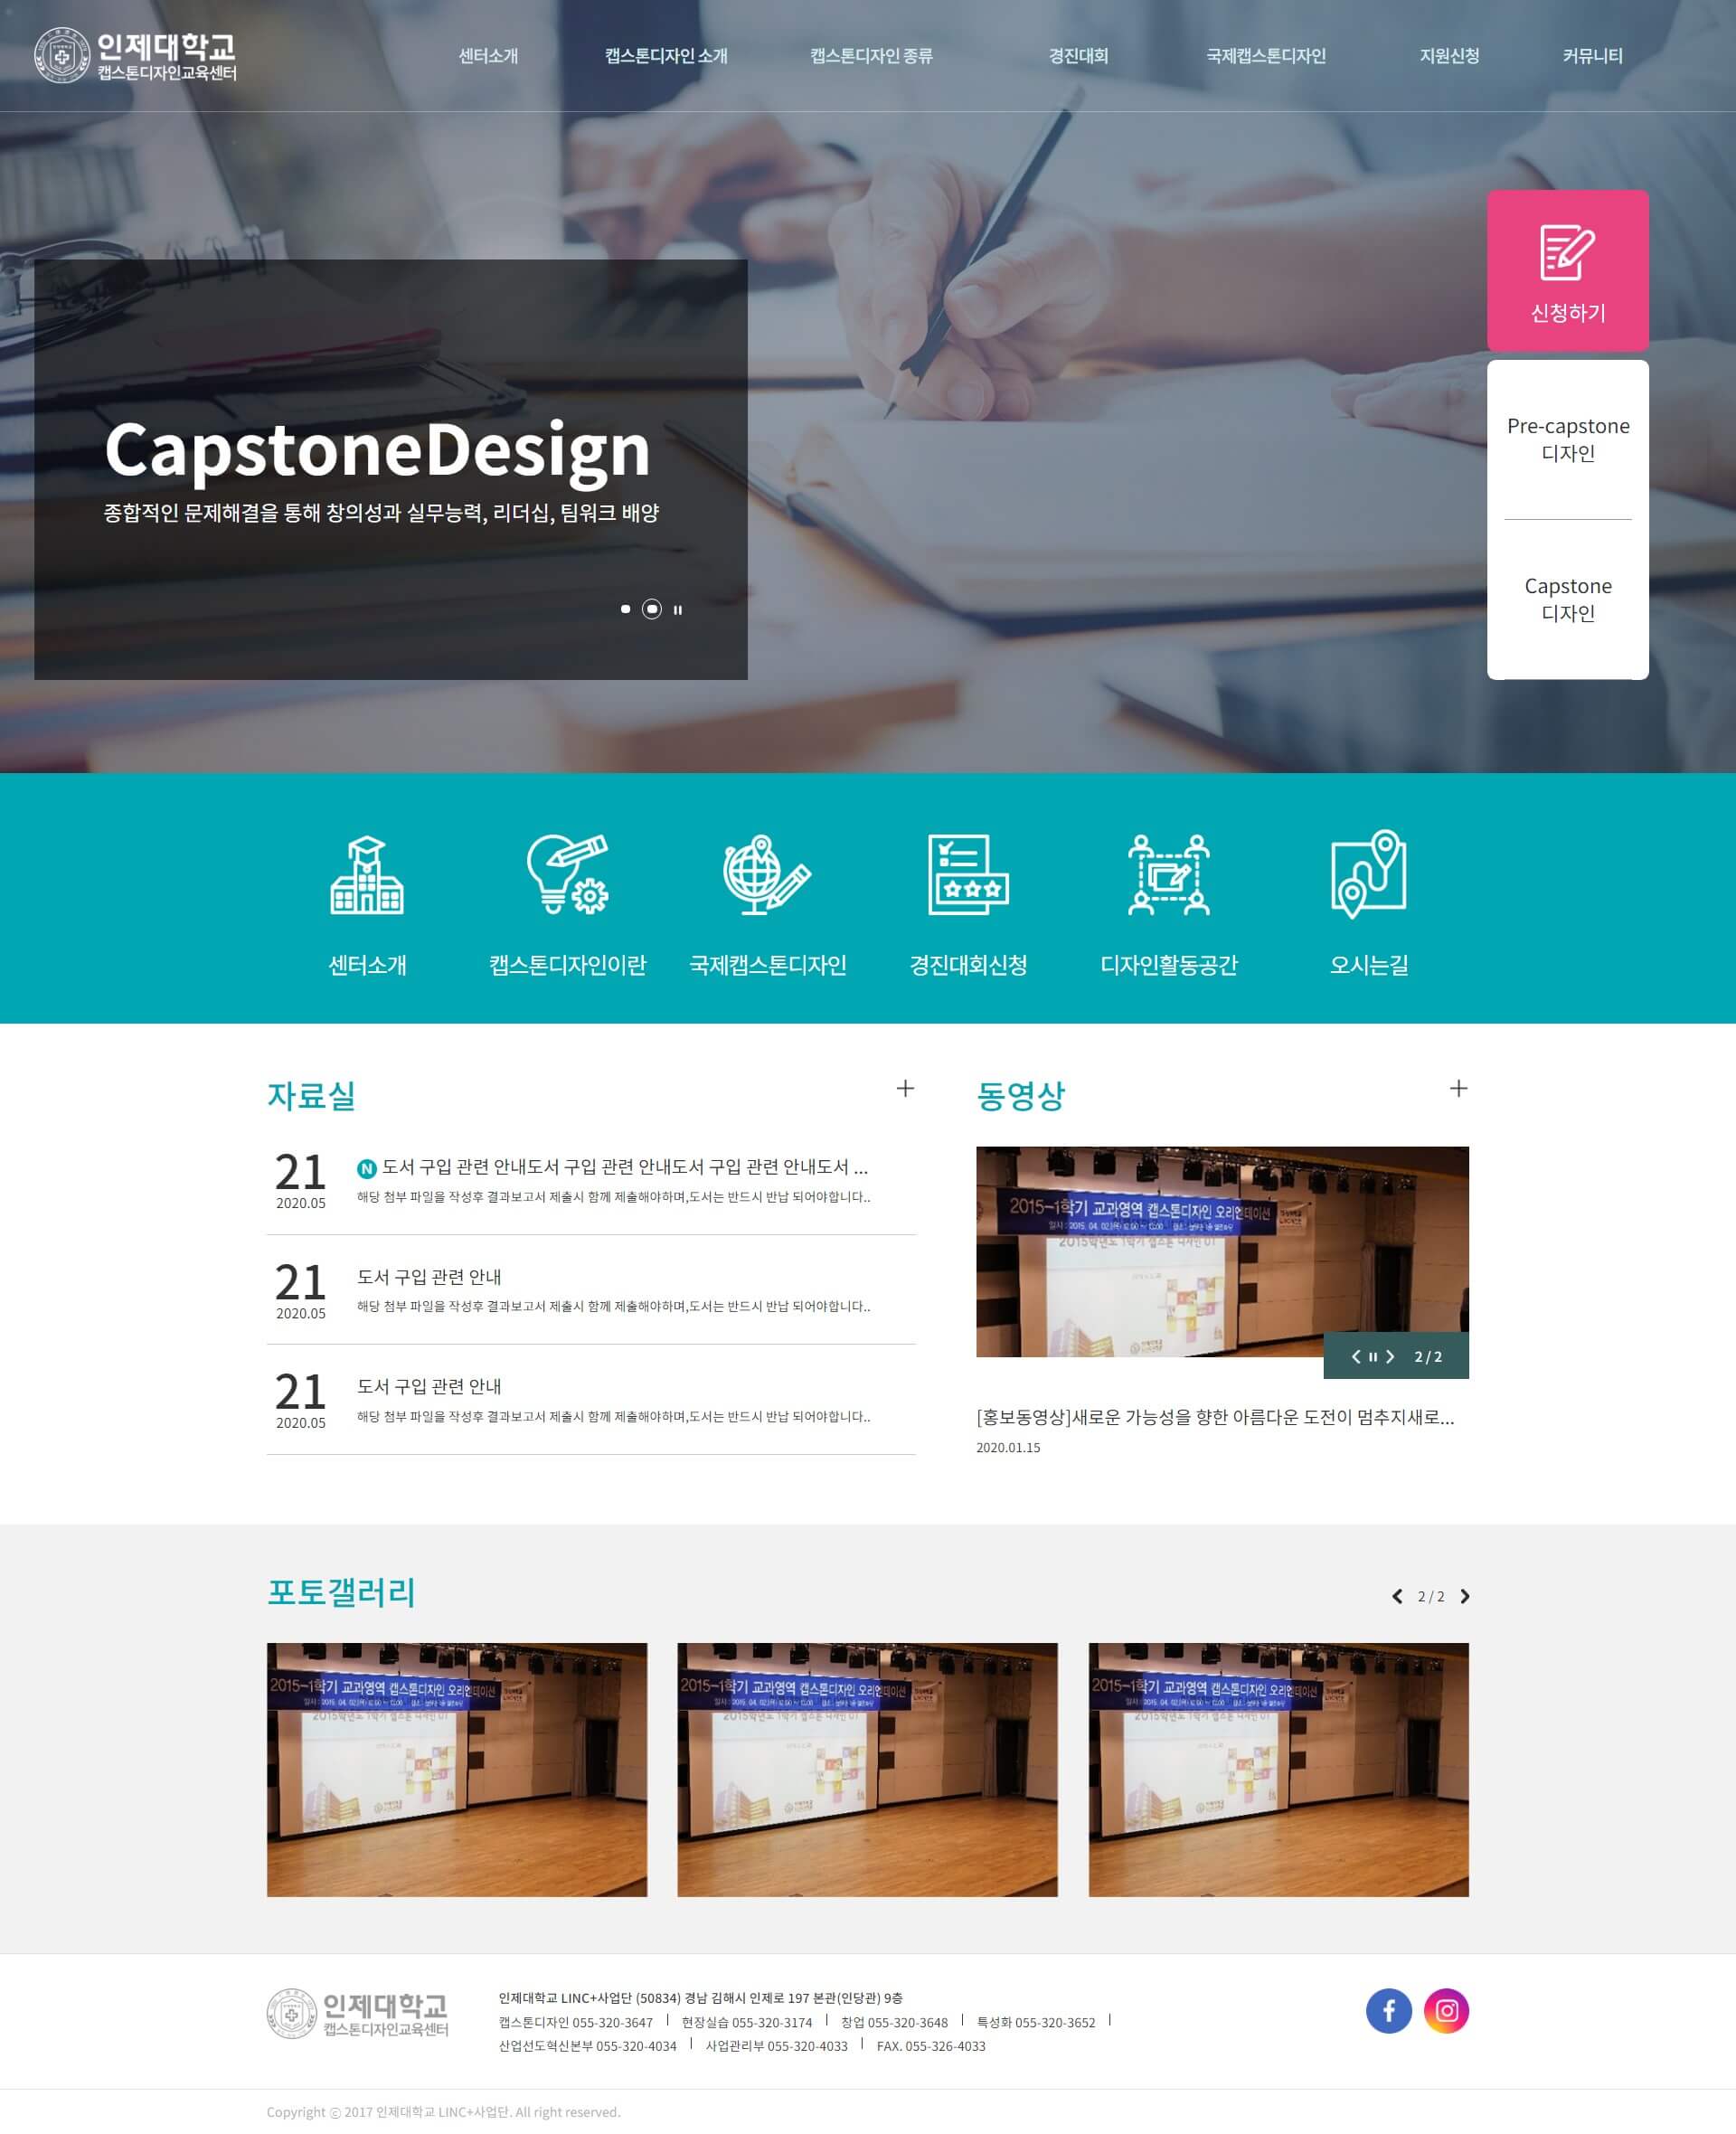 인제대학교
캡스톤디자인교육센터
센터소개
캡스톤디자인 소개
캡스톤디자인 종류
경진대회
국제캡스톤디자인
지원신청
커뮤니티
신청하기
Pre-capstone
디자인
Capstone
디자인
CapstoneDesign
종합적인 문제해결을 통해 창의성과 실무능력, 리더십, 팀워크 배양
센터소개
캡스톤디자인이란
국제캡스톤디자인
경진대회신청
디자인활동공간
오시는길
자료실
21
2020.05
N 도서 구입 관련 안내도서 구입 관련 안내도서 구입 관련 안내도서 ...
해당 첨부 파일을 작성후 결과보고서 제출시 함께 제출해야하며,도서는 반드시 반납 되어야합니다..
21
2020.05
도서 구입 관련 안내
해당 첨부 파일을 작성후 결과보고서 제출시 함께 제출해야하며,도서는 반드시 반납 되어야합니다..
21
2020.05
도서 구입 관련 안내
해당 첨부 파일을 작성후 결과보고서 제출시 함께 제출해야하며,도서는 반드시 반납 되어야합니다..
동영상
2015-1학기 교과영역 캡스톤디자인 오리엔테이션
2 / 2
[홍보동영상]새로운 가능성을 향한 아름다운 도전이 멈추지새로...
2020.01.15
포토갤러리
2 / 2
2015-1학기 교과영역 캡스톤디자인 오리엔테이션
2015-1학기 교과영역 캡스톤디자인 오리엔테이션
2015-1학기 교과영역 캡스톤디자인 오리엔테이션
인제대학교
캡스톤디자인교육센터
인제대학교 LINC+사업단 (50834) 경남 김해시 인제로 197 본관(인당관) 9층
캡스톤디자인 055-320-3647 | 현장실습 055-320-3174 | 창업 055-320-3648 | 특성화 055-320-3652 |
산업선도혁신본부 055-320-4034 | 사업관리부 055-320-4033 | FAX. 055-326-4033
Copyright ⓒ 2017 인제대학교 LINC+사업단. All right reserved.